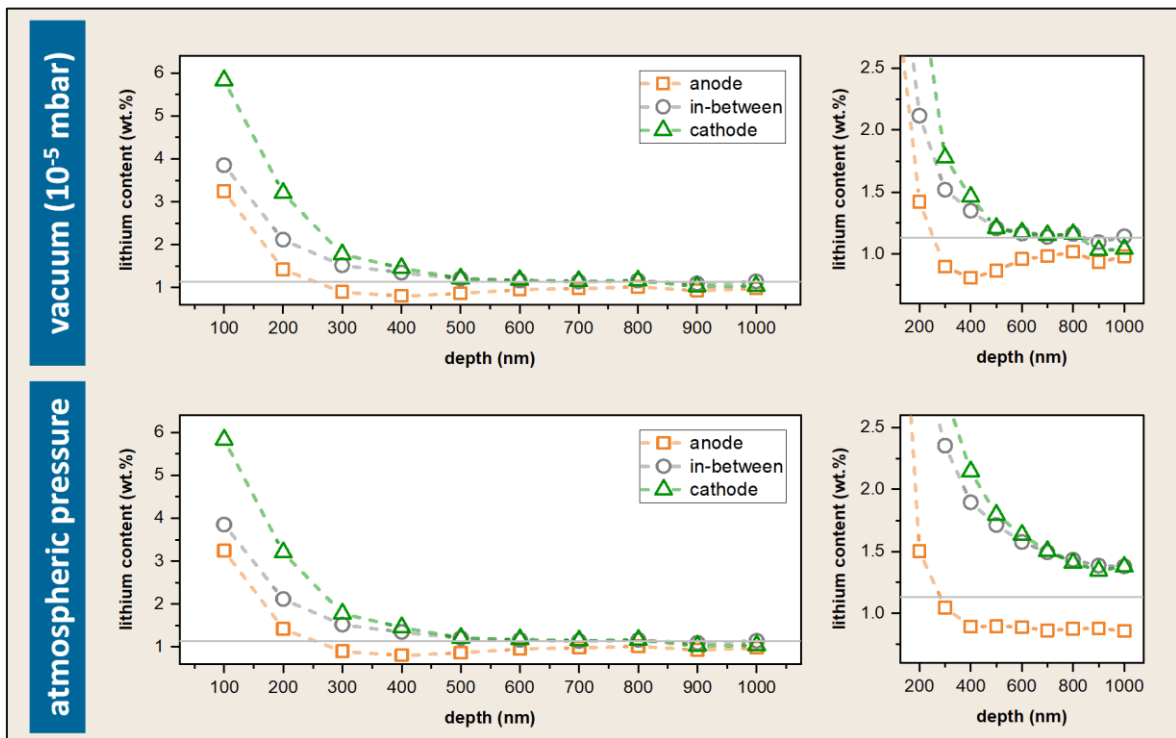 vacuum (10⁻⁵ mbar)
lithium content (wt.%)
6
5
4
3
2
1
anode
in-between
cathode
100 200 300 400 500 600 700 800 900 1000
depth (nm)
lithium content (wt.%)
2.5
2.0
1.5
1.0
200 400 600 800 1000
depth (nm)
atmospheric pressure
lithium content (wt.%)
6
5
4
3
2
1
anode
in-between
cathode
100 200 300 400 500 600 700 800 900 1000
depth (nm)
lithium content (wt.%)
2.5
2.0
1.5
1.0
200 400 600 800 1000
depth (nm)